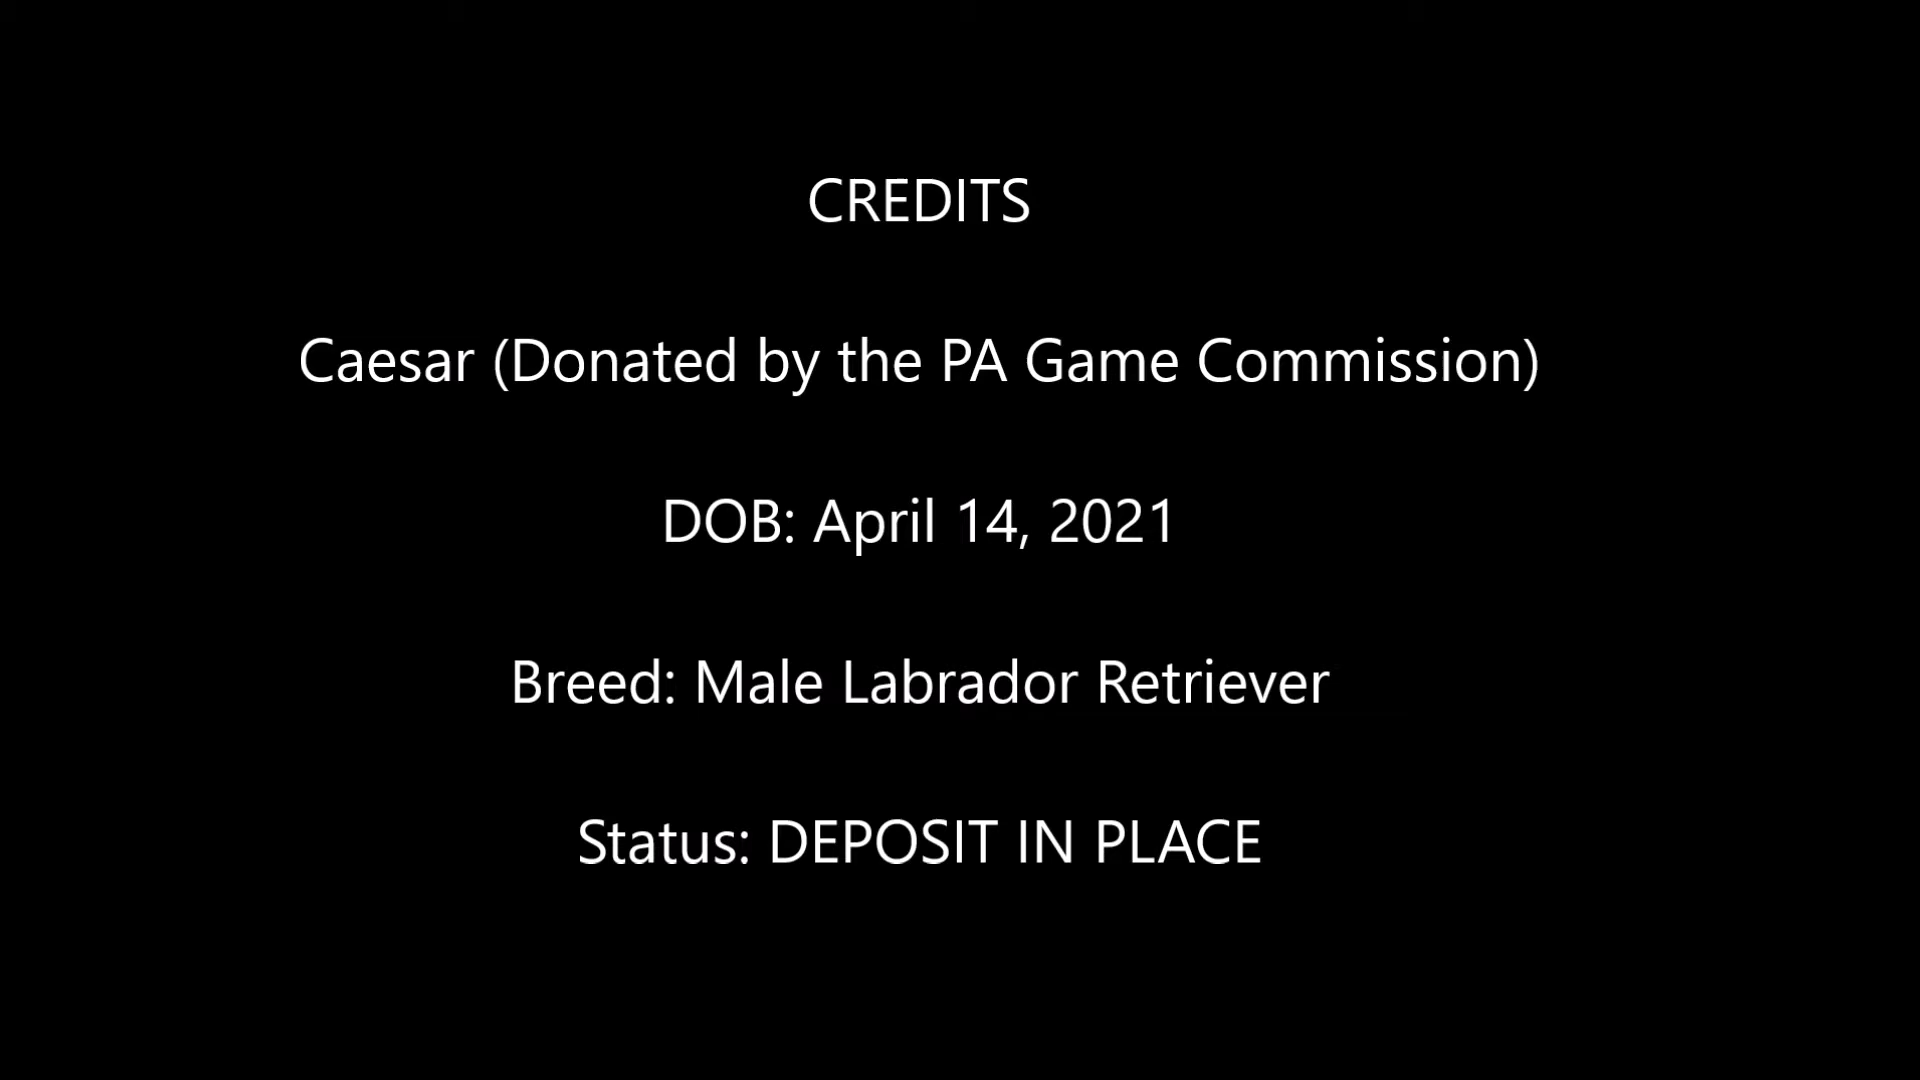 CREDITS
Caesar (Donated by the PA Game Commission)
DOB: April 14, 2021
Breed: Male Labrador Retriever
Status: DEPOSIT IN PLACE